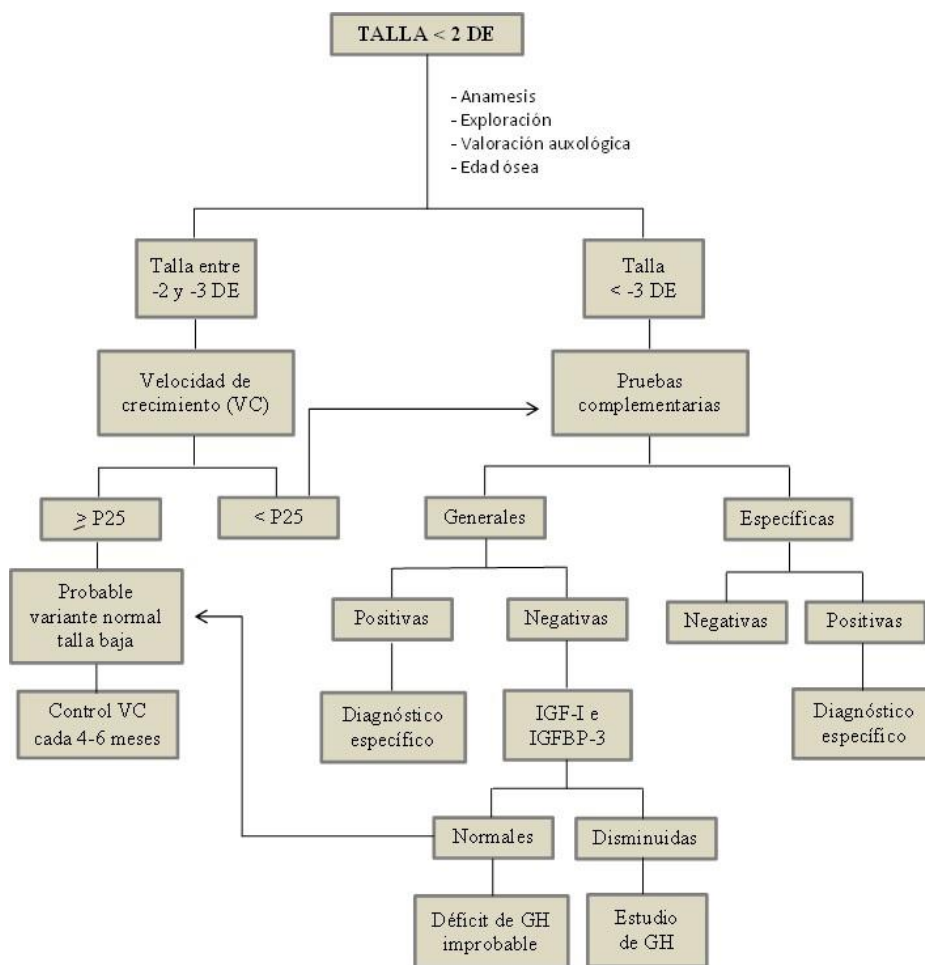 TALLA < 2 DE
- Anamesis
- Exploración
- Valoración auxológica
- Edad ósea
Talla entre
-2 y -3 DE
Talla
< -3 DE
Velocidad de
crecimiento (VC)
Pruebas
complementarias
≥ P25
< P25
Generales
Específicas
Probable
variante normal
talla baja
Positivas
Negativas
Negativas
Positivas
Control VC
cada 4-6 meses
Diagnóstico
específico
IGF-I e
IGFBP-3
Diagnóstico
específico
Normales
Disminuidas
Déficit de GH
improbable
Estudio
de GH